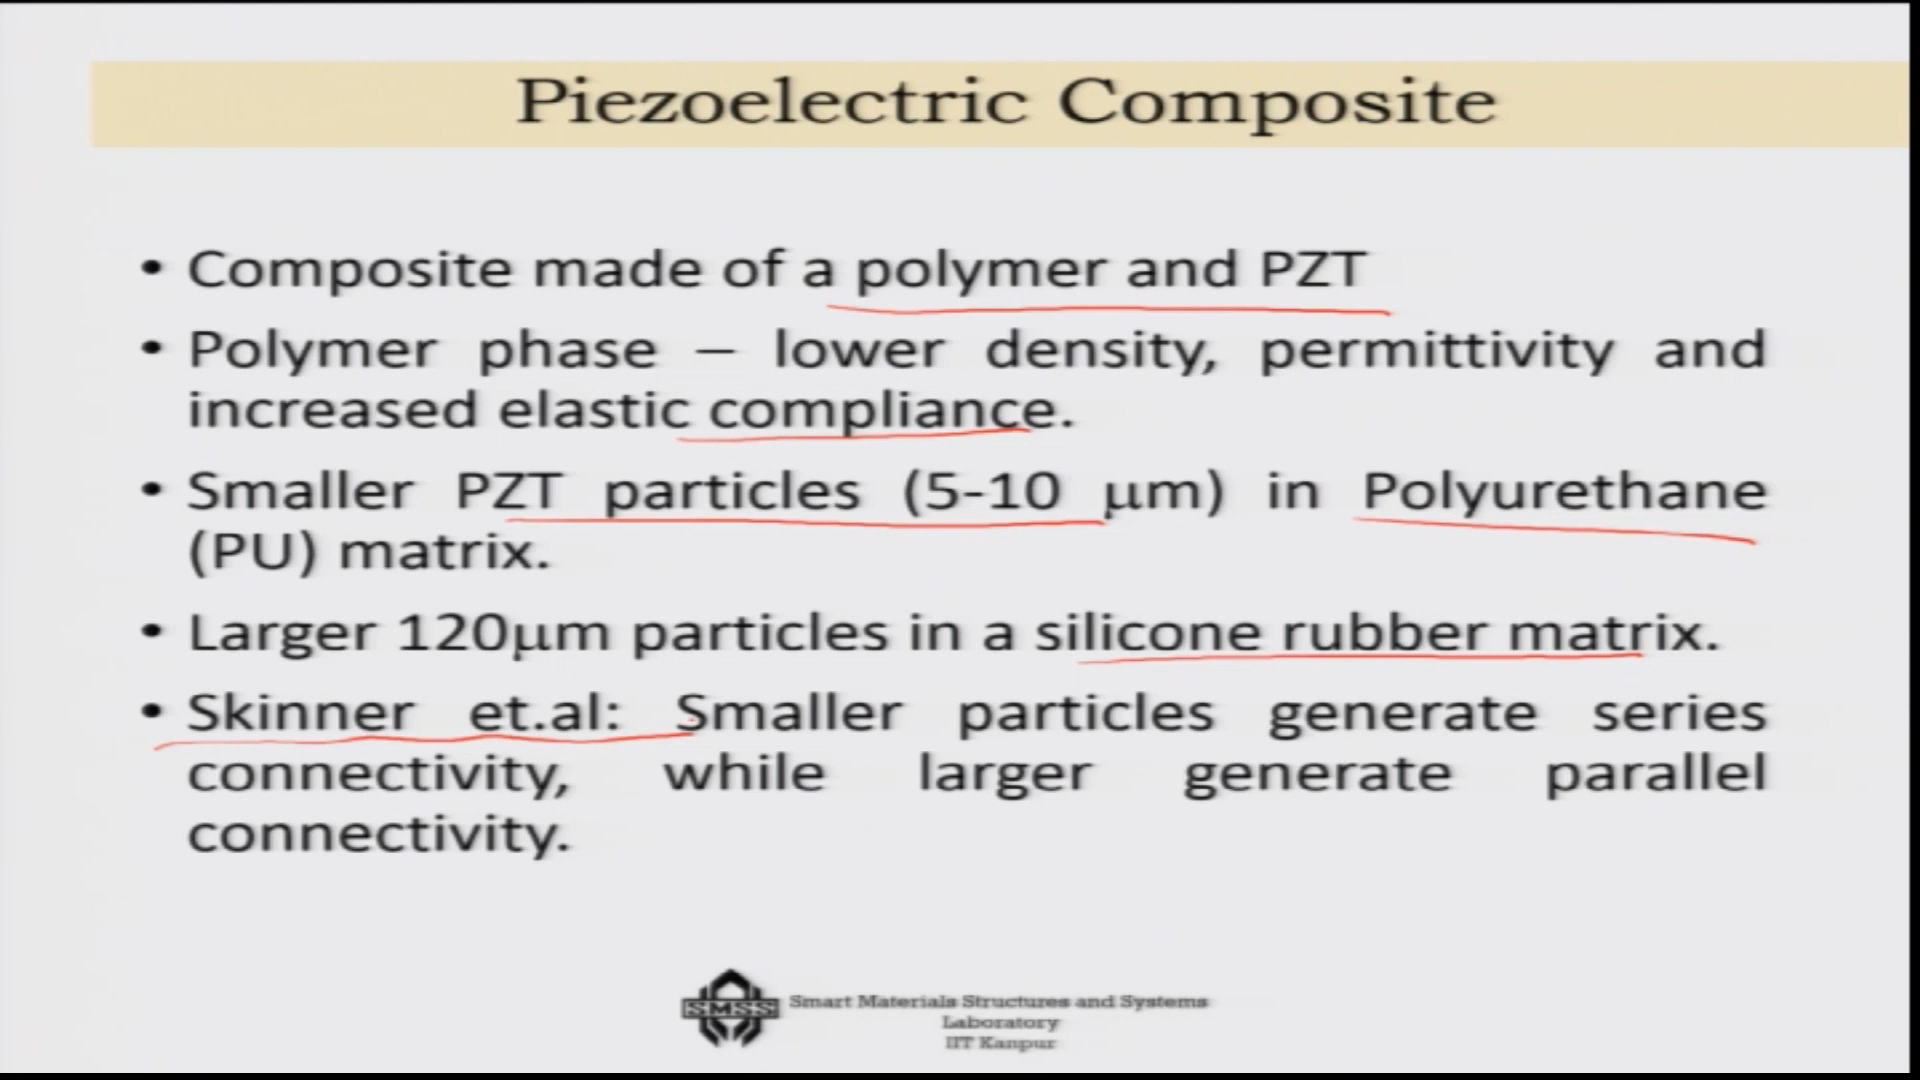 Piezoelectric Composite
• Composite made of a polymer and PZT
• Polymer phase – lower density, permittivity and
increased elastic compliance.
• Smaller PZT particles (5-10 μm) in Polyurethane
(PU) matrix.
• Larger 120μm particles in a silicone rubber matrix.
• Skinner et.al: Smaller particles generate series
connectivity, while larger generate parallel
connectivity.
SMSS Smart Materials Structures and Systems
Laboratory
IIT Kanpur